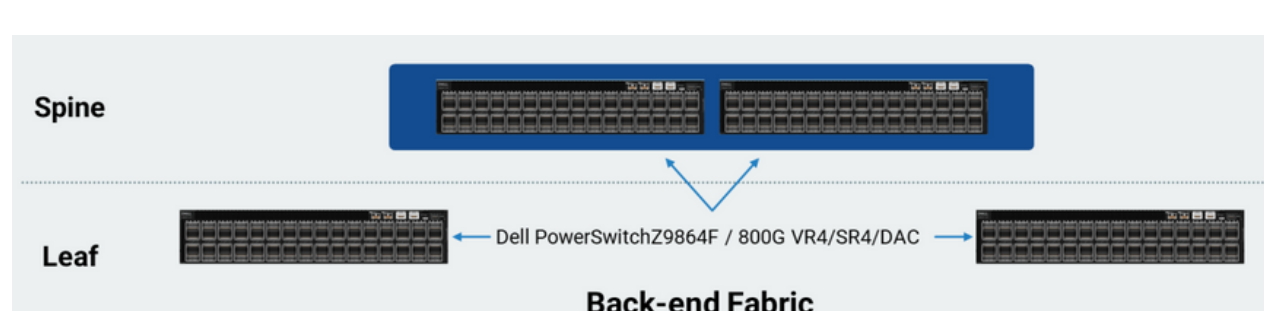 Spine
Leaf
Dell PowerSwitchZ9864F / 800G VR4/SR4/DAC
Back-end Fabric